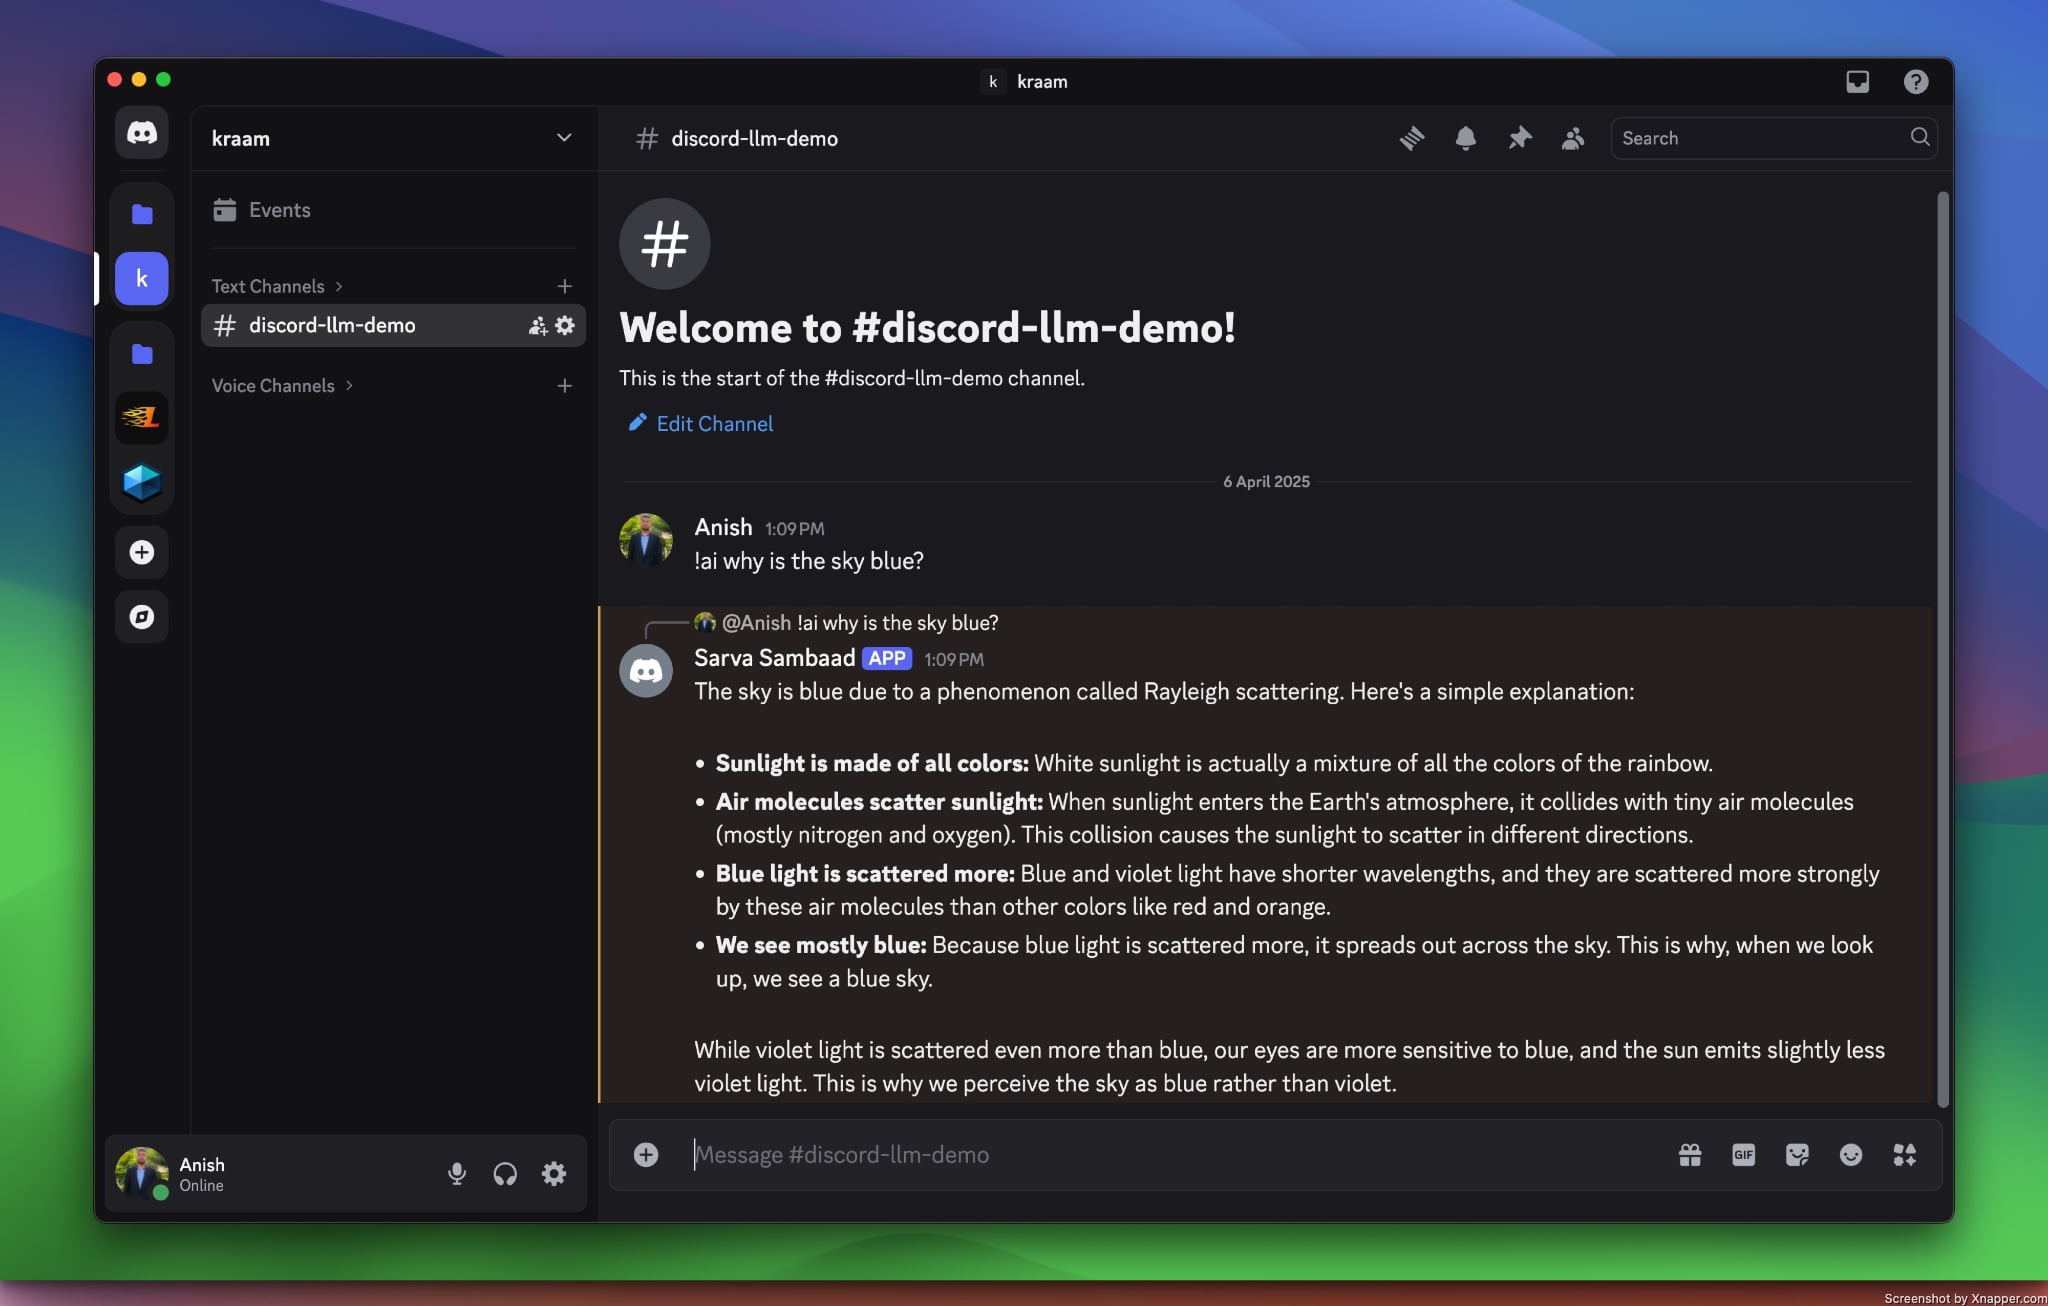 k kraam
kraam
# discord-llm-demo
Search
Events
k
Text Channels
# discord-llm-demo
Voice Channels
#
Welcome to #discord-llm-demo!
This is the start of the #discord-llm-demo channel.
Edit Channel
6 April 2025
Anish 1:09 PM
!ai why is the sky blue?
@Anish !ai why is the sky blue?
Sarva Sambaad APP 1:09 PM
The sky is blue due to a phenomenon called Rayleigh scattering. Here's a simple explanation:
• Sunlight is made of all colors: White sunlight is actually a mixture of all the colors of the rainbow.
• Air molecules scatter sunlight: When sunlight enters the Earth's atmosphere, it collides with tiny air molecules
(mostly nitrogen and oxygen). This collision causes the sunlight to scatter in different directions.
• Blue light is scattered more: Blue and violet light have shorter wavelengths, and they are scattered more strongly
by these air molecules than other colors like red and orange.
• We see mostly blue: Because blue light is scattered more, it spreads out across the sky. This is why, when we look
up, we see a blue sky.
While violet light is scattered even more than blue, our eyes are more sensitive to blue, and the sun emits slightly less
violet light. This is why we perceive the sky as blue rather than violet.
Message #discord-llm-demo
GIF
Anish
Online
L
Screenshot by Xnapper.com